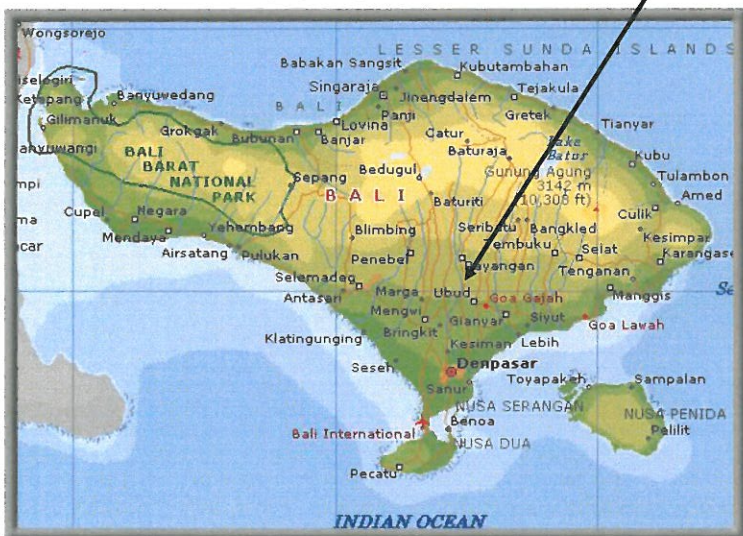 Wongsorejo
LESSER SUNDA ISLANDS
Babakan Sangsit
Kubutambahan
Singaraja
Jinengdalem
Tejakula
Ketapang
Banyuwedang
BALI
Panji
Gretek
Gilimanuk
Grokgak
Bubunan
Lovina
Banjar
Catur
Tianyar
BALI
BARAT
NATIONAL
PARK
Baturaja
Lake
Batur
Kubu
Sepang
Bedugul
Gunung Agung
3142 m
(10,308 ft)
Tulambon
BALI
Baturiti
Amed
Cupel
Negara
Yehembang
Seribatu
Bangkled
Culik
Mendaya
Blimbing
Tembuku
Kesimpar
Airsatang
Pulukan
Penebel
Payangan
Selat
Karangase
Selemadeg
Tenganan
Antasari
Marga
Ubud
Goa Gajah
Manggis
Mengwi
Gianyar
Siyut
Goa Lawah
Klatingunging
Bringkit
Kesiman
Lebih
Seseh
Denpasar
Sanur
Toyapakeh
Sampalan
NUSA SERANGAN
NUSA PENIDA
Bali International
Benoa
Pelilit
NUSA DUA
Pecatu
INDIAN OCEAN